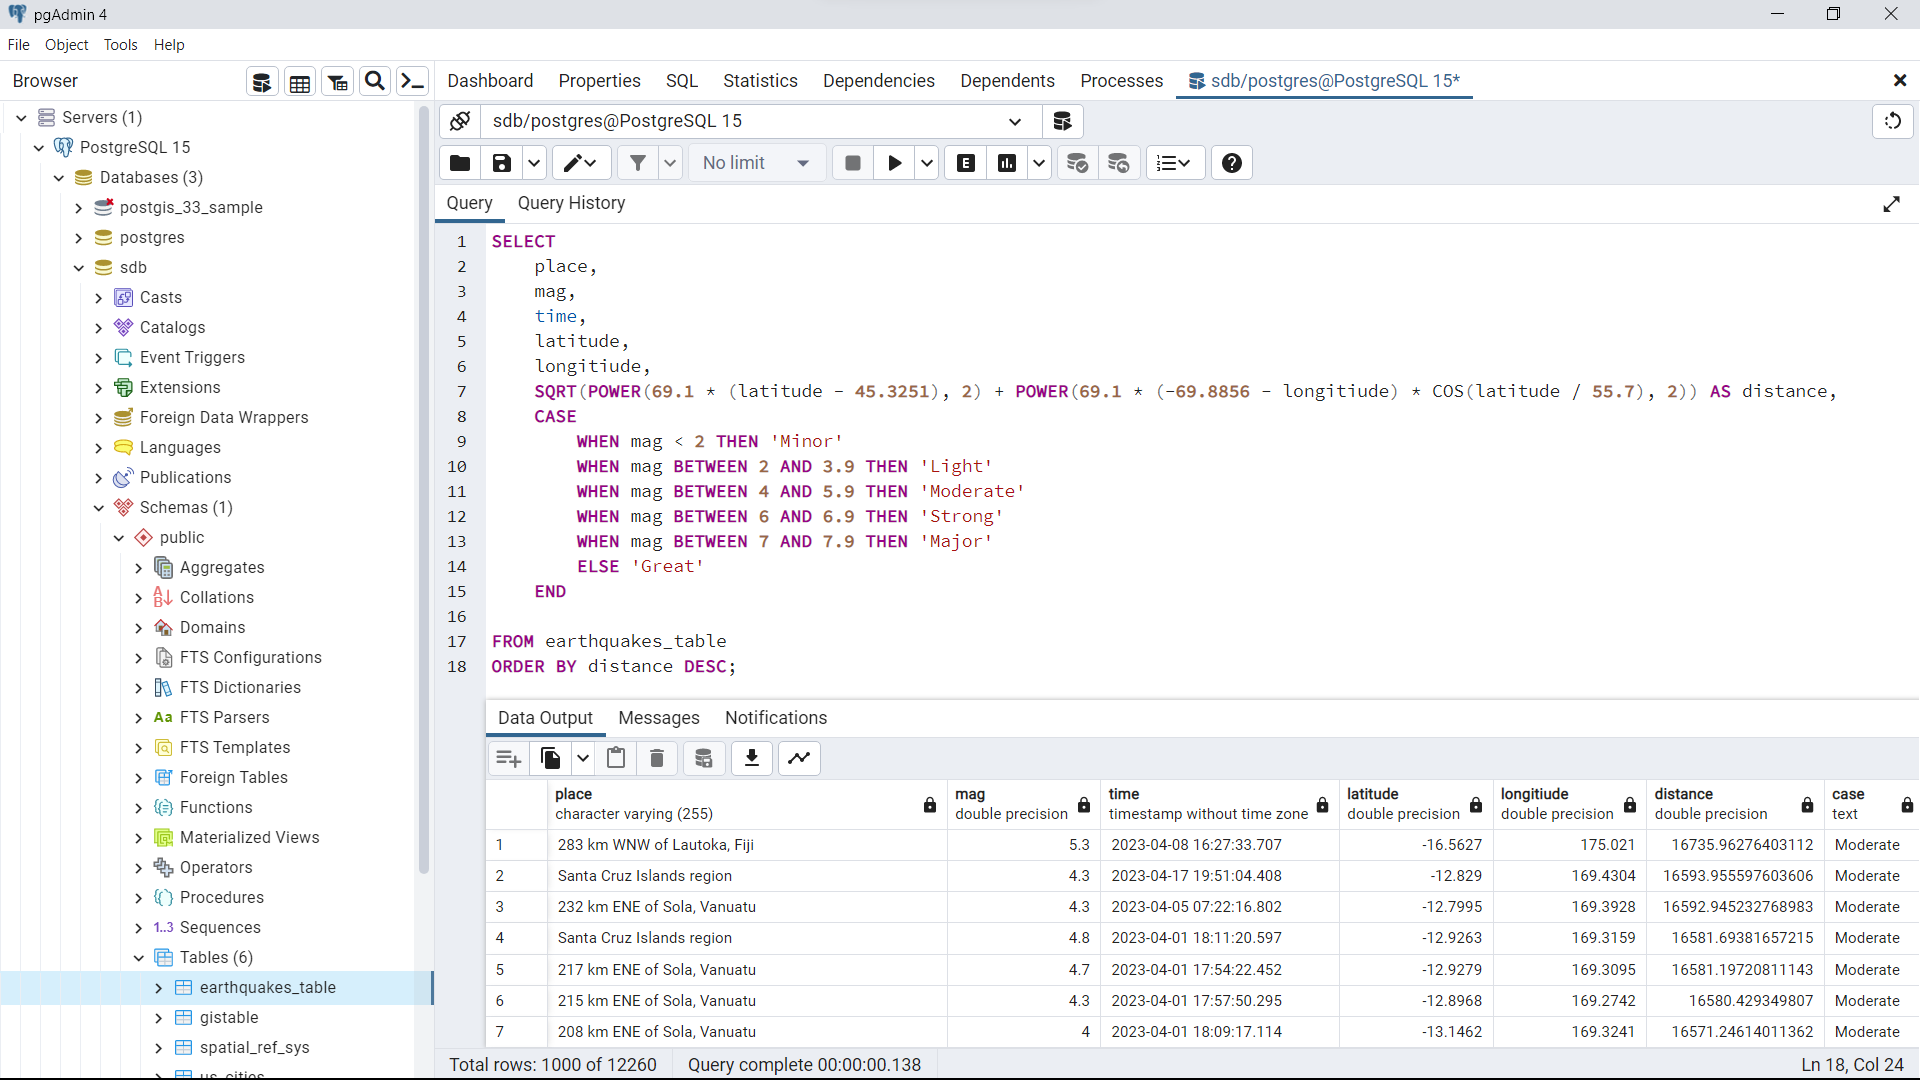 pgAdmin 4
File Object Tools Help
Browser
Dashboard Properties SQL Statistics Dependencies Dependents Processes sdb/postgres@PostgreSQL 15*
Servers (1)
PostgreSQL 15
Databases (3)
postgis_33_sample
postgres
sdb
Casts
Catalogs
Event Triggers
Extensions
Foreign Data Wrappers
Languages
Publications
Schemas (1)
public
Aggregates
Collations
Domains
FTS Configurations
FTS Dictionaries
Aa FTS Parsers
FTS Templates
Foreign Tables
Functions
Materialized Views
Operators
Procedures
1..3 Sequences
Tables (6)
earthquakes_table
gistable
spatial_ref_sys
us_cities
sdb/postgres@PostgreSQL 15
No limit
E
Query Query History
1 SELECT
2 place,
3 mag,
4 time,
5 latitude,
6 longitiude,
7 SQRT(POWER(69.1 * (latitude - 45.3251), 2) + POWER(69.1 * (-69.8856 - longitiude) * COS(latitude / 55.7), 2)) AS distance,
8 CASE
9 WHEN mag < 2 THEN 'Minor'
10 WHEN mag BETWEEN 2 AND 3.9 THEN 'Light'
11 WHEN mag BETWEEN 4 AND 5.9 THEN 'Moderate'
12 WHEN mag BETWEEN 6 AND 6.9 THEN 'Strong'
13 WHEN mag BETWEEN 7 AND 7.9 THEN 'Major'
14 ELSE 'Great'
15 END
16
17 FROM earthquakes_table
18 ORDER BY distance DESC;
Data Output Messages Notifications
place mag time latitude longitiude distance case
character varying (255) double precision timestamp without time zone double precision double precision double precision text
1 283 km WNW of Lautoka, Fiji 5.3 2023-04-08 16:27:33.707 -16.5627 175.021 16735.96276403112 Moderate
2 Santa Cruz Islands region 4.3 2023-04-17 19:51:04.408 -12.829 169.4304 16593.955597603606 Moderate
3 232 km ENE of Sola, Vanuatu 4.3 2023-04-05 07:22:16.802 -12.7995 169.3928 16592.945232768983 Moderate
4 Santa Cruz Islands region 4.8 2023-04-01 18:11:20.597 -12.9263 169.3159 16581.69381657215 Moderate
5 217 km ENE of Sola, Vanuatu 4.7 2023-04-01 17:54:22.452 -12.9279 169.3095 16581.19720811143 Moderate
6 215 km ENE of Sola, Vanuatu 4.3 2023-04-01 17:57:50.295 -12.8968 169.2742 16580.429349807 Moderate
7 208 km ENE of Sola, Vanuatu 4 2023-04-01 18:09:17.114 -13.1462 169.3241 16571.24614011362 Moderate
Total rows: 1000 of 12260 Query complete 00:00:00.138 Ln 18, Col 24